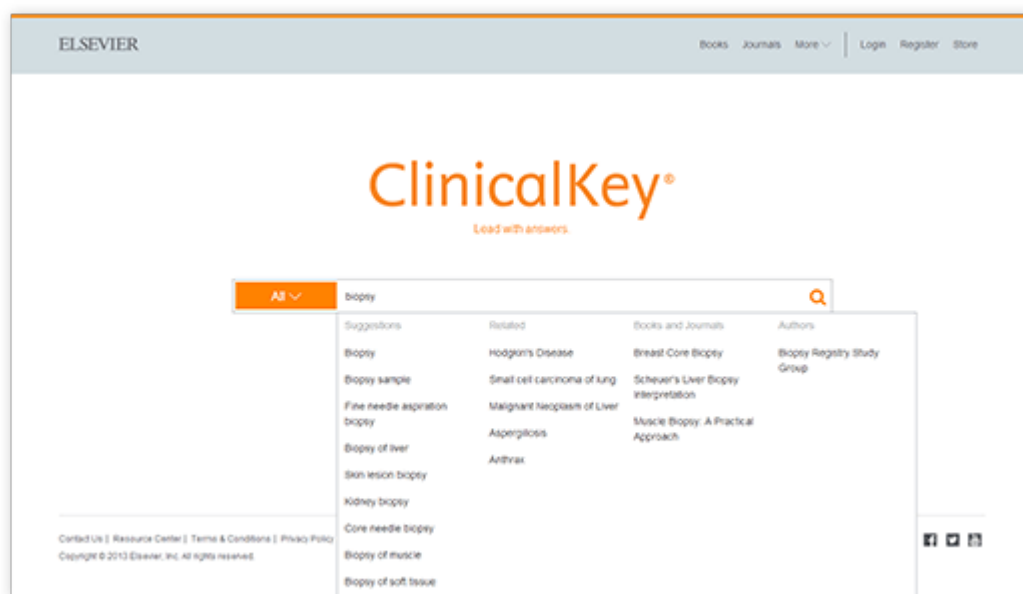 ELSEVIER
Books Journals More Login Register Store
ClinicalKey®
Lead with answers.
All
biopsy
Suggestions
Biopsy
Biopsy sample
Fine needle aspiration
biopsy
Biopsy of liver
Skin lesion biopsy
Kidney biopsy
Core needle biopsy
Biopsy of muscle
Biopsy of soft tissue
Related
Hodgkin's Disease
Small cell carcinoma of lung
Malignant Neoplasm of Liver
Aspergillosis
Anthrax
Books and Journals
Breast Core Biopsy
Scheuer's Liver Biopsy
Interpretation
Muscle Biopsy: A Practical
Approach
Authors
Biopsy Registry Study
Group
Contact Us | Resource Center | Terms & Conditions | Privacy Policy
Copyright © 2013 Elsevier, Inc. All rights reserved.